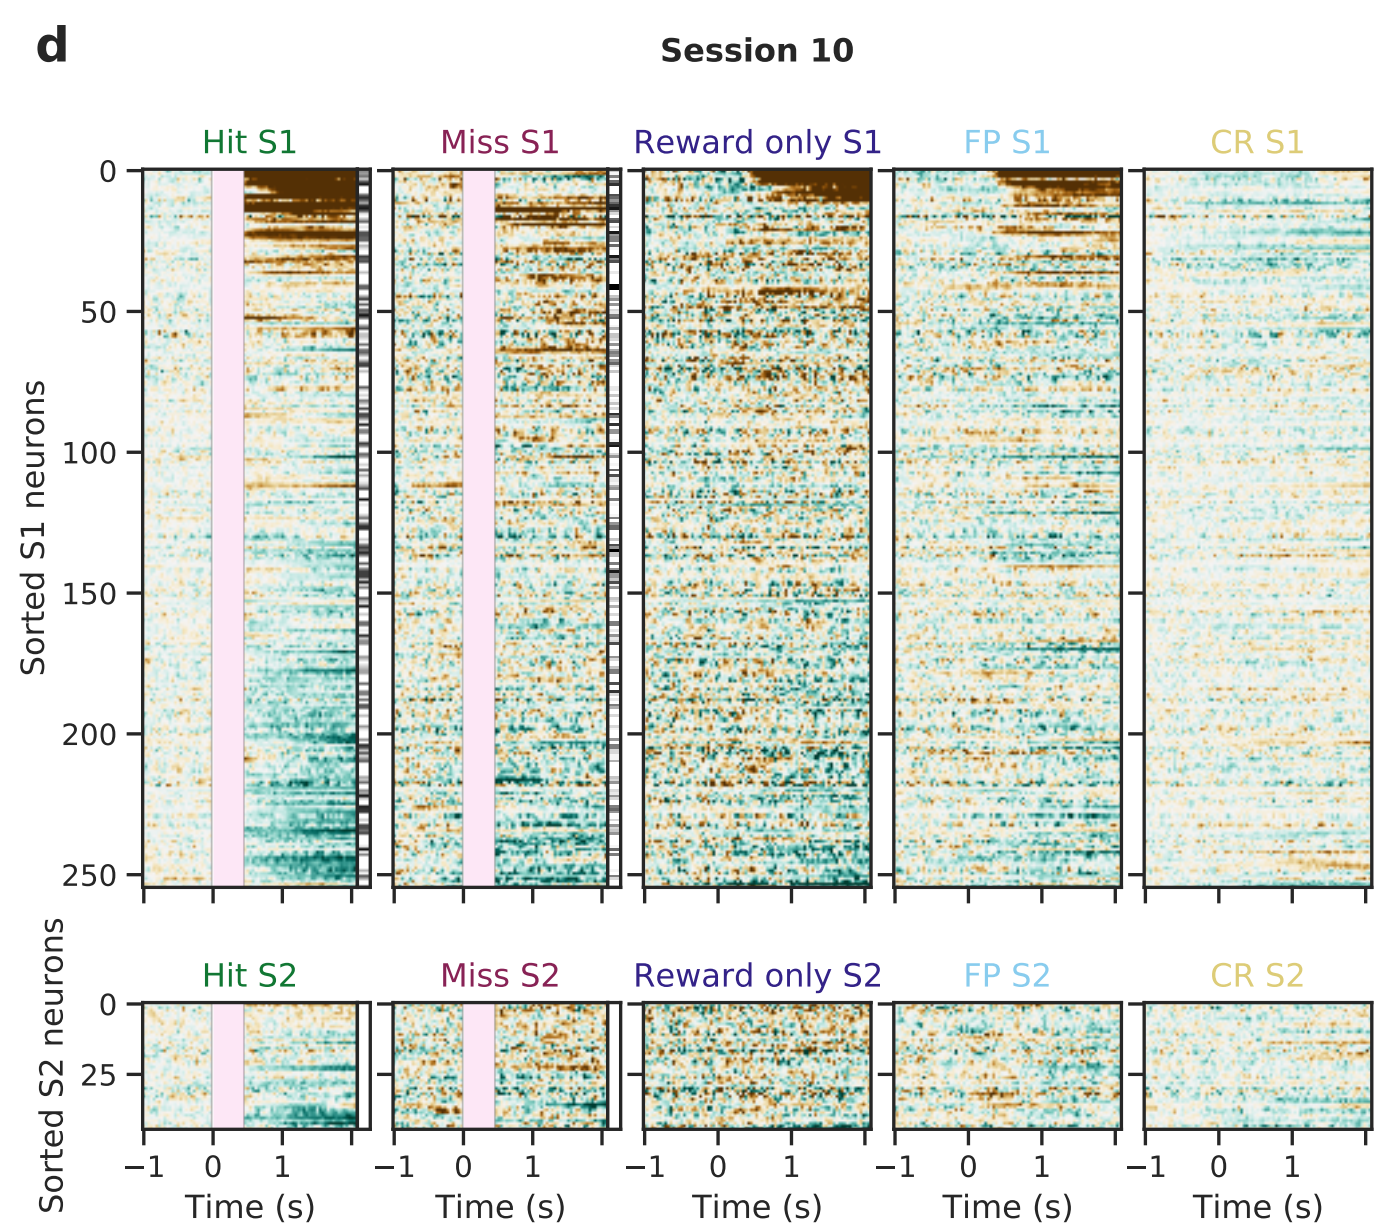 d
Session 10
Hit S1 Miss S1 Reward only S1 FP S1 CR S1
0
50
100
150
200
250
Sorted S1 neurons
Hit S2 Miss S2 Reward only S2 FP S2 CR S2
0
25
Sorted S2 neurons
−1 0 1 −1 0 1 −1 0 1 −1 0 1 −1 0 1
Time (s) Time (s) Time (s) Time (s) Time (s)